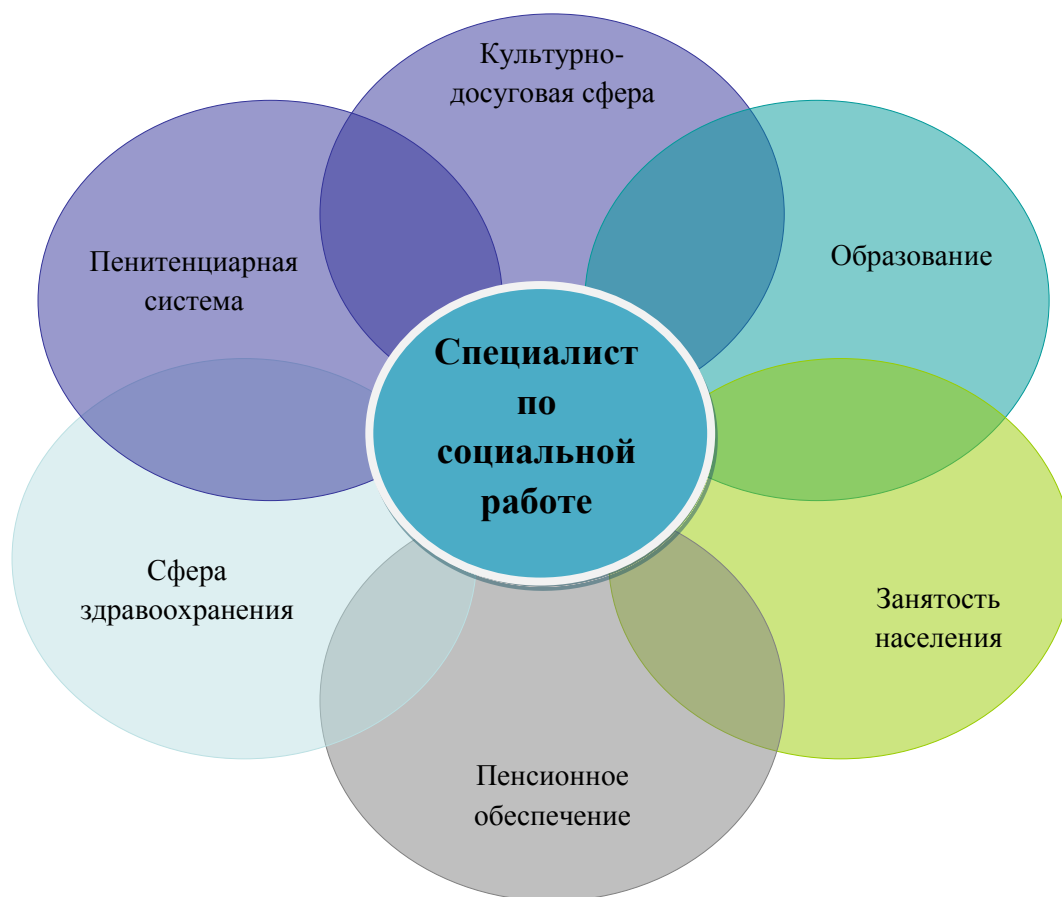 Культурно-
досуговая сфера
Образование
Пенитенциарная
система
Специалист
по
социальной
работе
Сфера
здравоохранения
Занятость
населения
Пенсионное
обеспечение